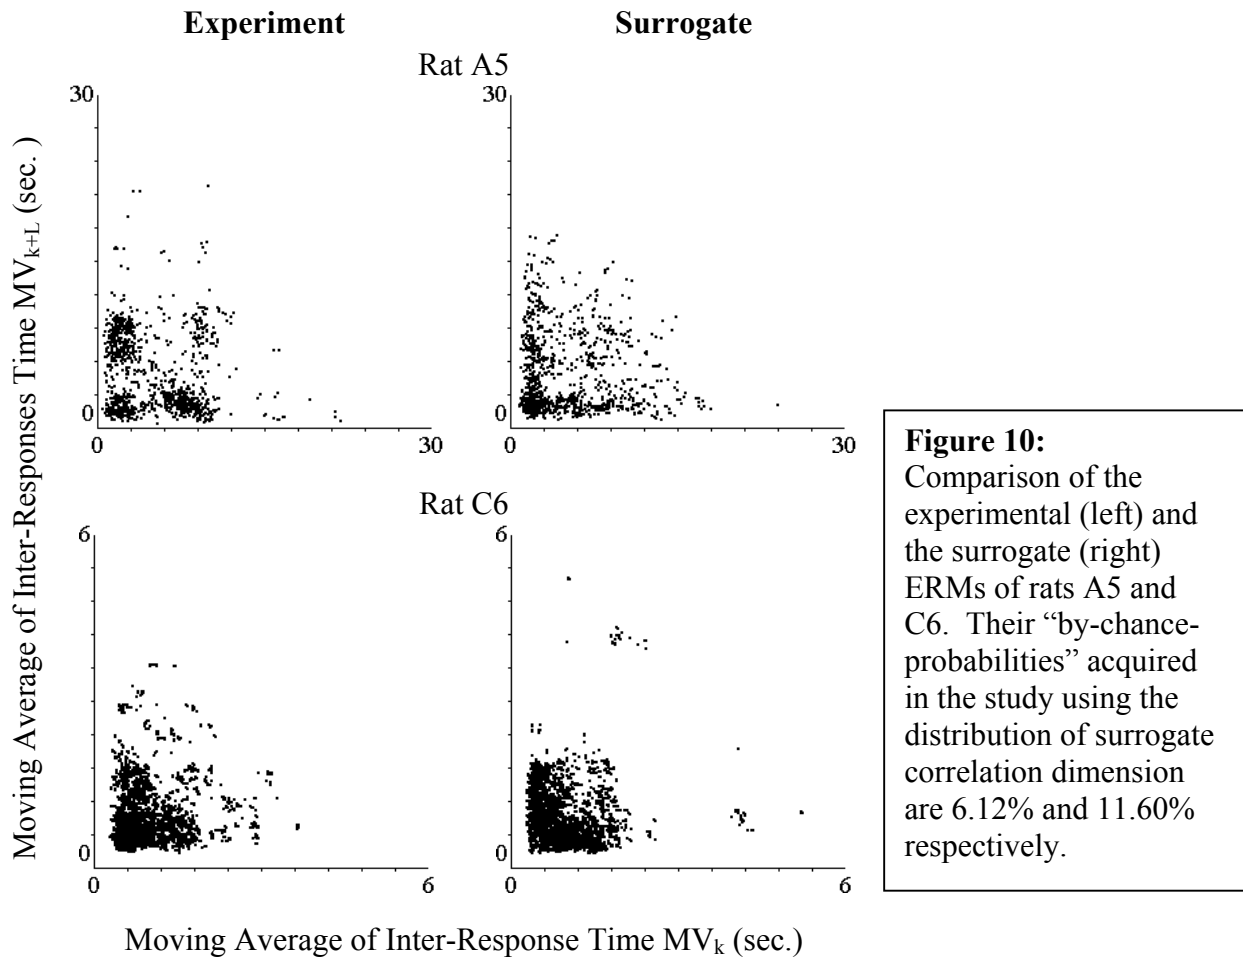 Experiment
Surrogate
Rat A5
30
0
0
30
30
0
0
30
Rat C6
6
0
0
6
6
0
0
6
Moving Average of Inter-Responses Time MVk+L (sec. )
Moving Average of Inter-Response Time MVk (sec.)
Figure 10:
Comparison of the
experimental (left) and
the surrogate (right)
ERMs of rats A5 and
C6. Their “by-chance-
probabilities” acquired
in the study using the
distribution of surrogate
correlation dimension
are 6.12% and 11.60%
respectively.